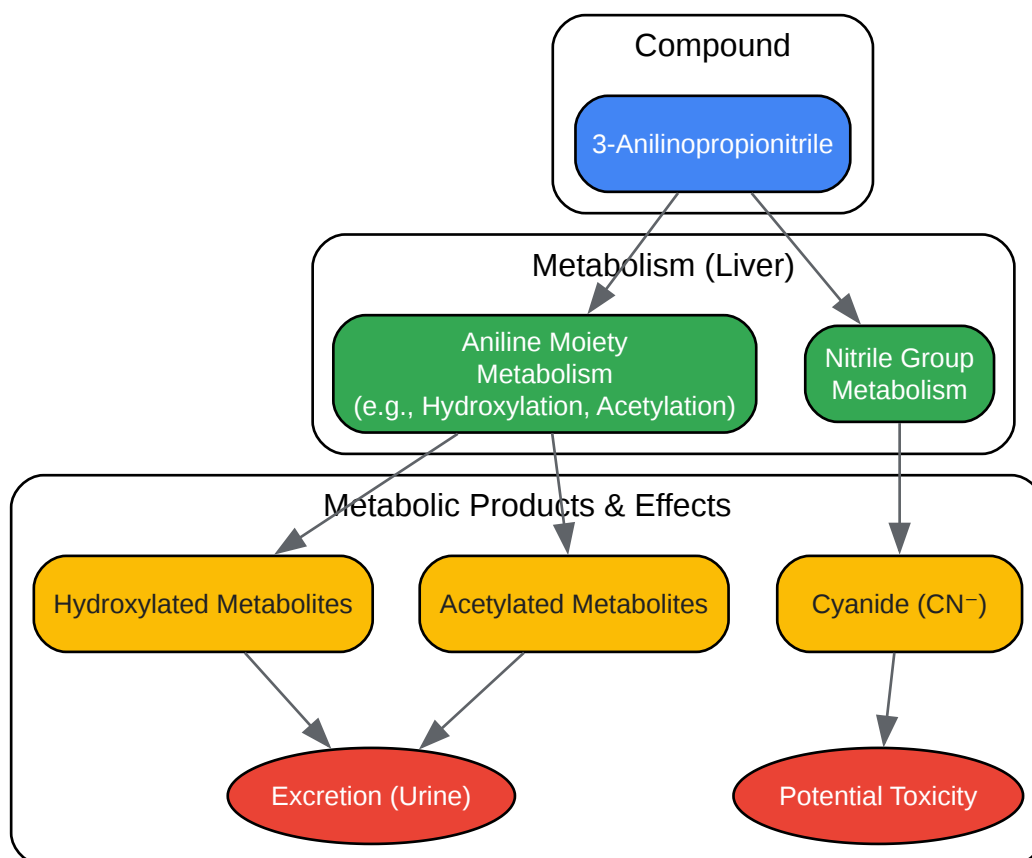 Compound
3-Anilinopropionitrile
Metabolism (Liver)
Aniline Moiety
Metabolism
(e.g., Hydroxylation, Acetylation)
Nitrile Group
Metabolism
Metabolic Products & Effects
Hydroxylated Metabolites
Acetylated Metabolites
Cyanide (CN⁻)
Excretion (Urine)
Potential Toxicity